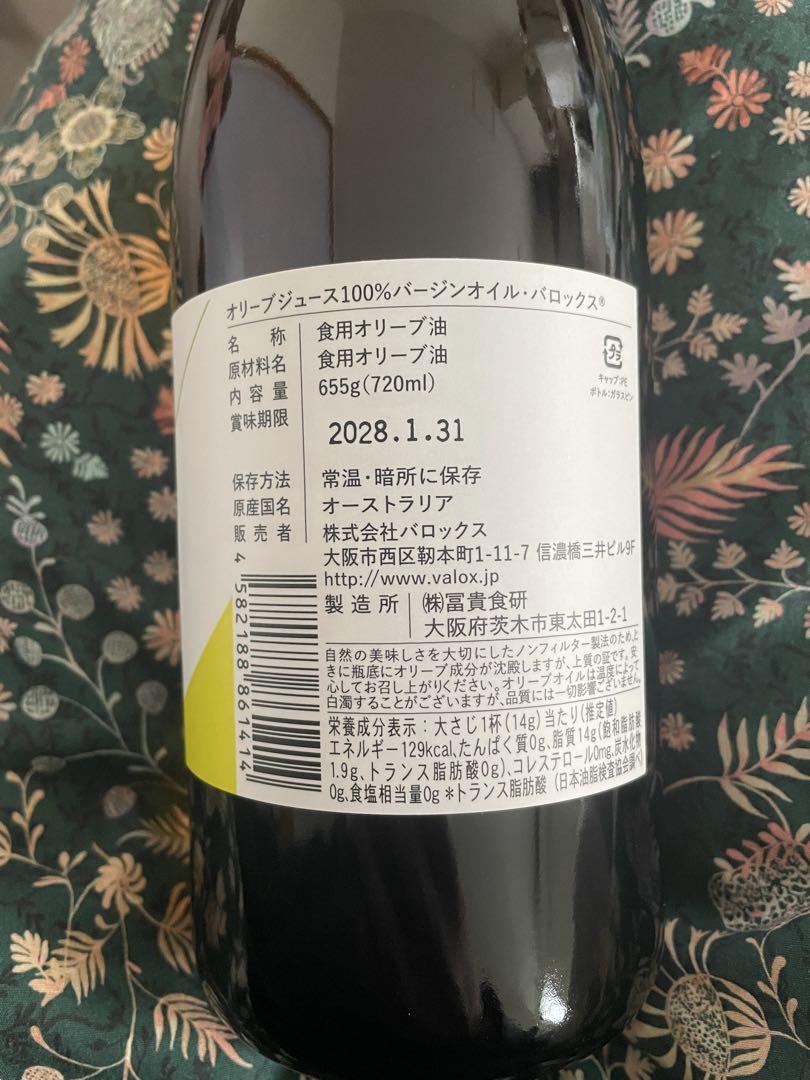 オリーブジュース100%バージンオイル・バロックス®
名称 食用オリーブ油
原材料名 食用オリーブ油
内容量 655g(720ml)
賞味期限 2028.1.31
保存方法 常温・暗所に保存
原産国名 オーストラリア
販売者 株式会社バロックス
大阪市西区靭本町1-11-7 信濃橋三井ビル9F
http://www.valox.jp
製造所 ㈱冨貴食研
大阪府茨木市東太田1-2-1
プラ
キャップ:PE
ボトル:ガラスビン
自然の美味しさを大切にしたノンフィルター製法のため、と
きに瓶底にオリーブ成分が沈殿しますが、上質の証です。安
心してお召し上がりください。オリーブオイルは温度によって
白濁することがございますが、品質には一切影響ございません。
栄養成分表示:大さじ1杯(14g)当たり(推定値)
エネルギー129kcal、たんぱく質0g、脂質14g(飽和脂肪酸
1.9g、トランス脂肪酸0g)、コレステロール0mg、炭水化物
0g、食塩相当量0g *トランス脂肪酸(日本油脂検査協会調べ)
4 582188 861414